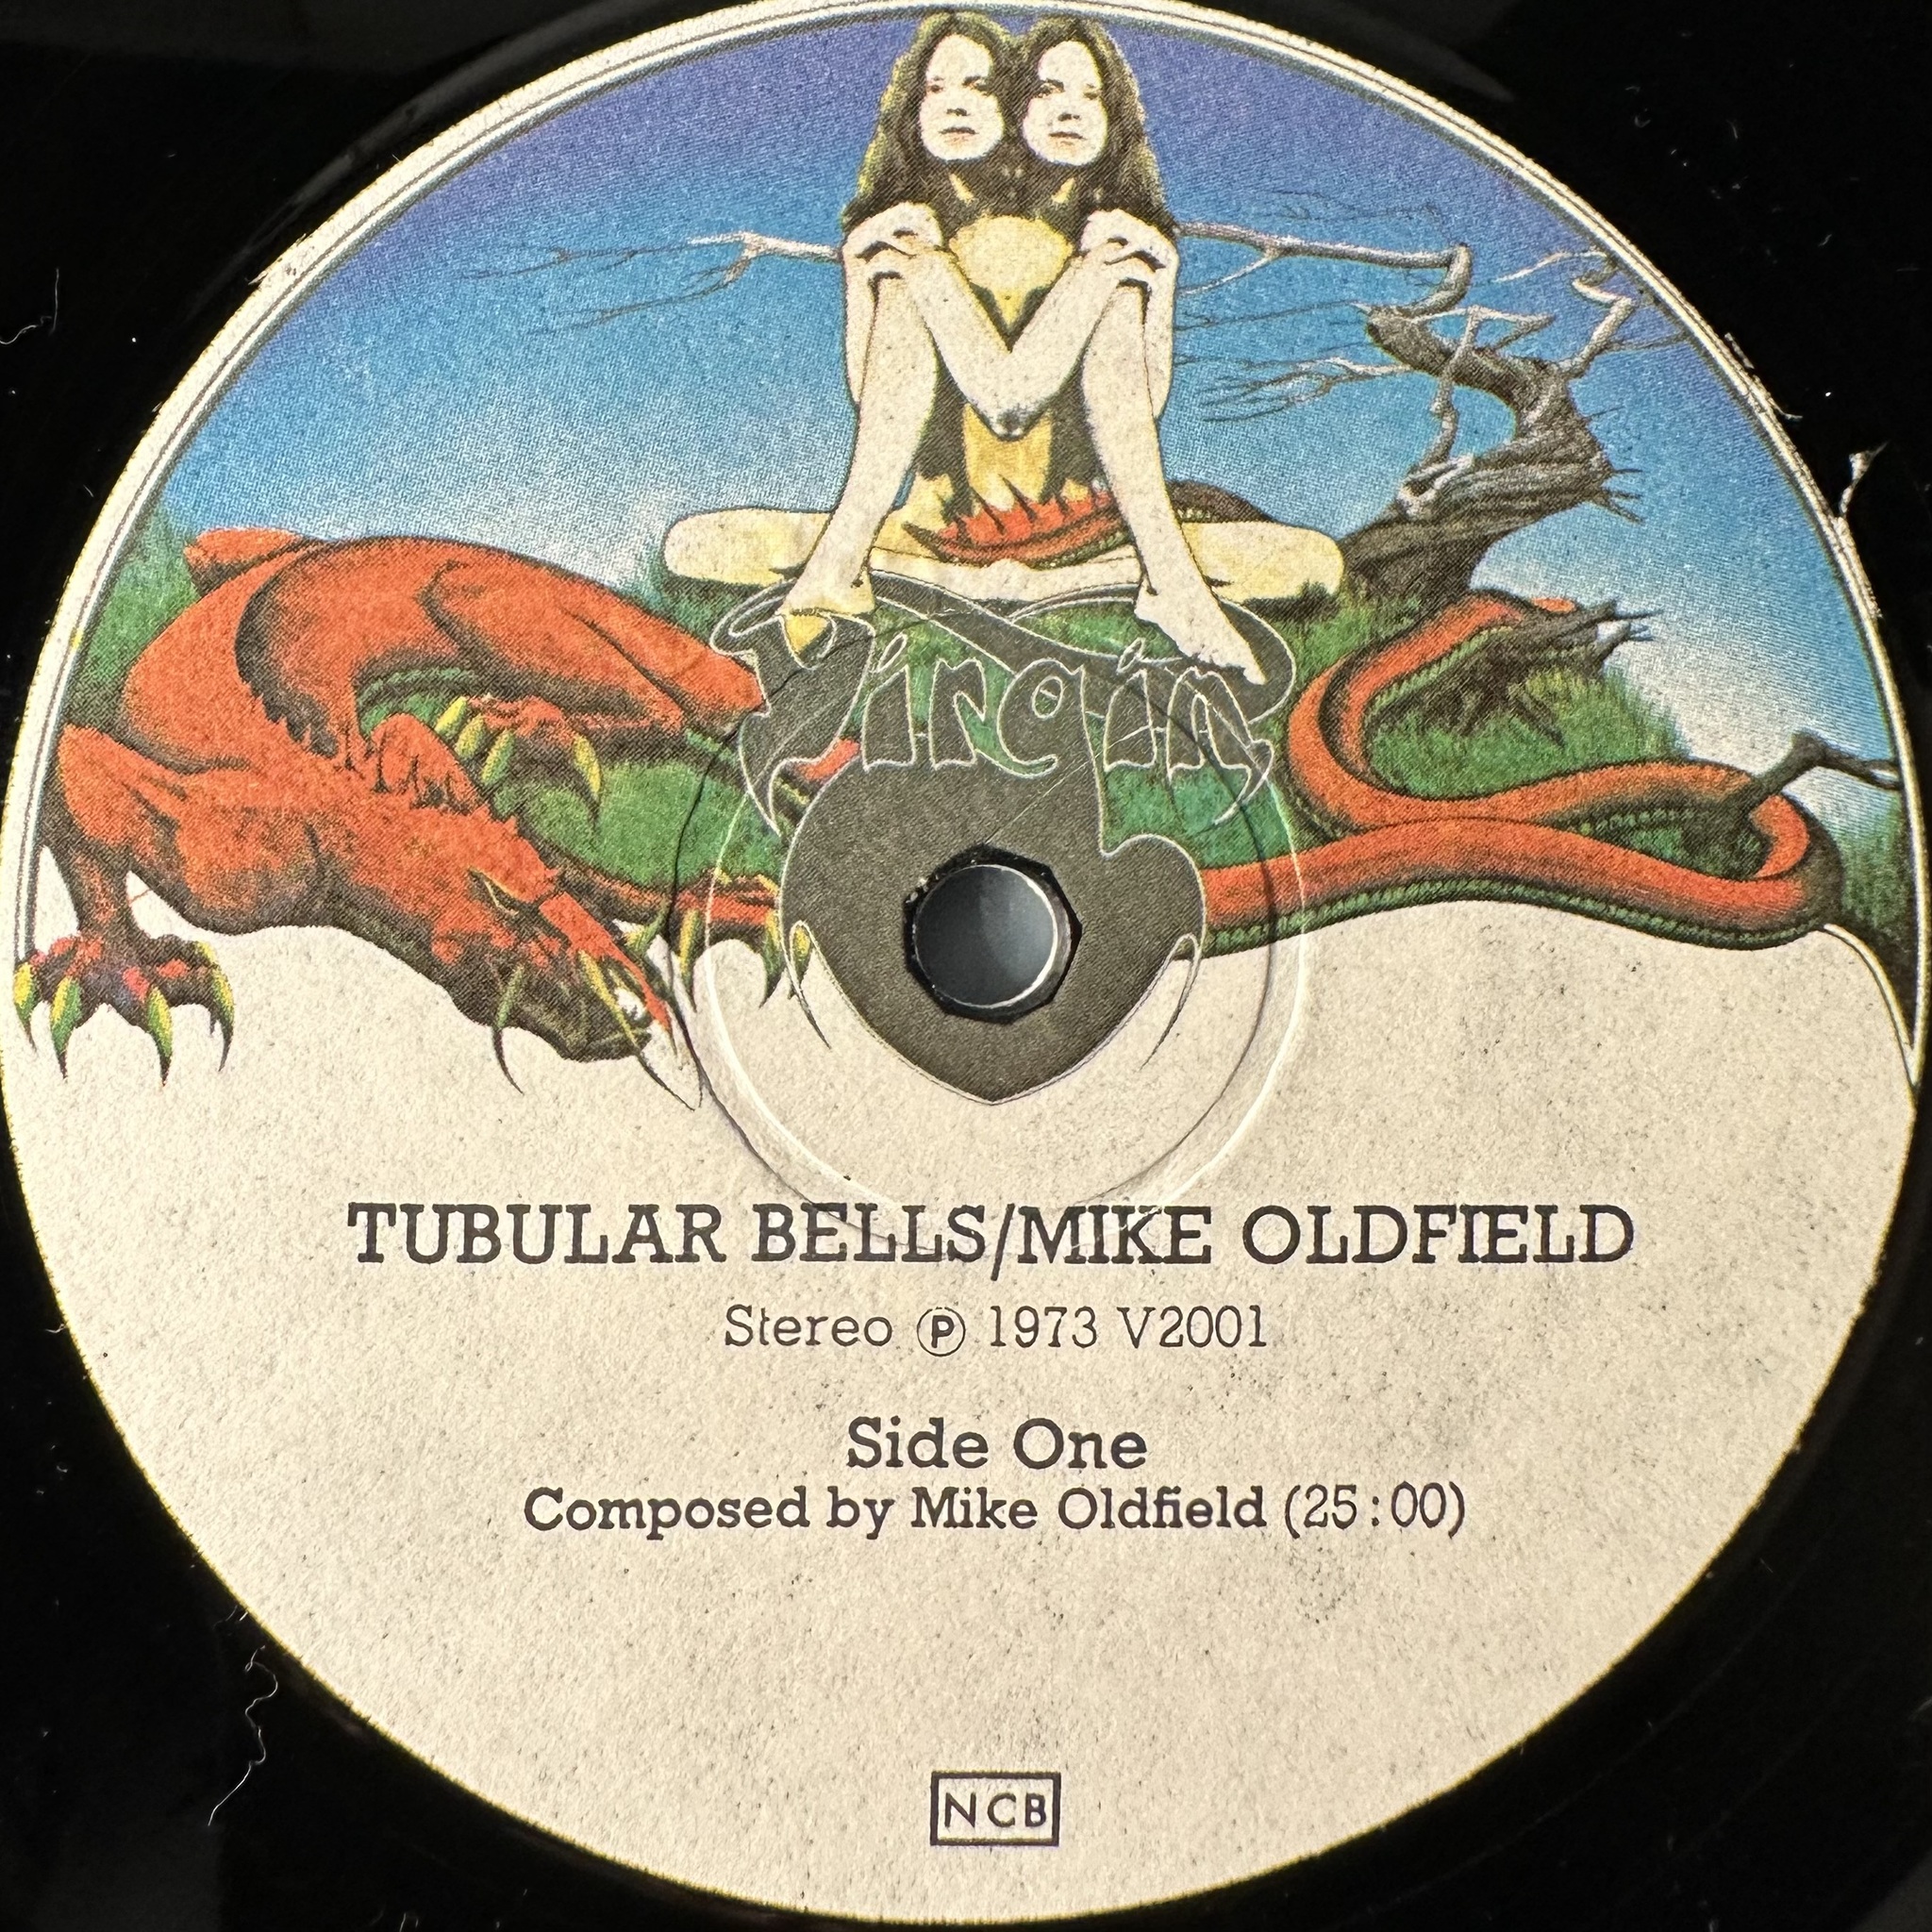 Virgin
TUBULAR BELLS/MIKE OLDFIELD
Stereo ℗ 1973 V2001
Side One
Composed by Mike Oldfield (25:00)
NCB